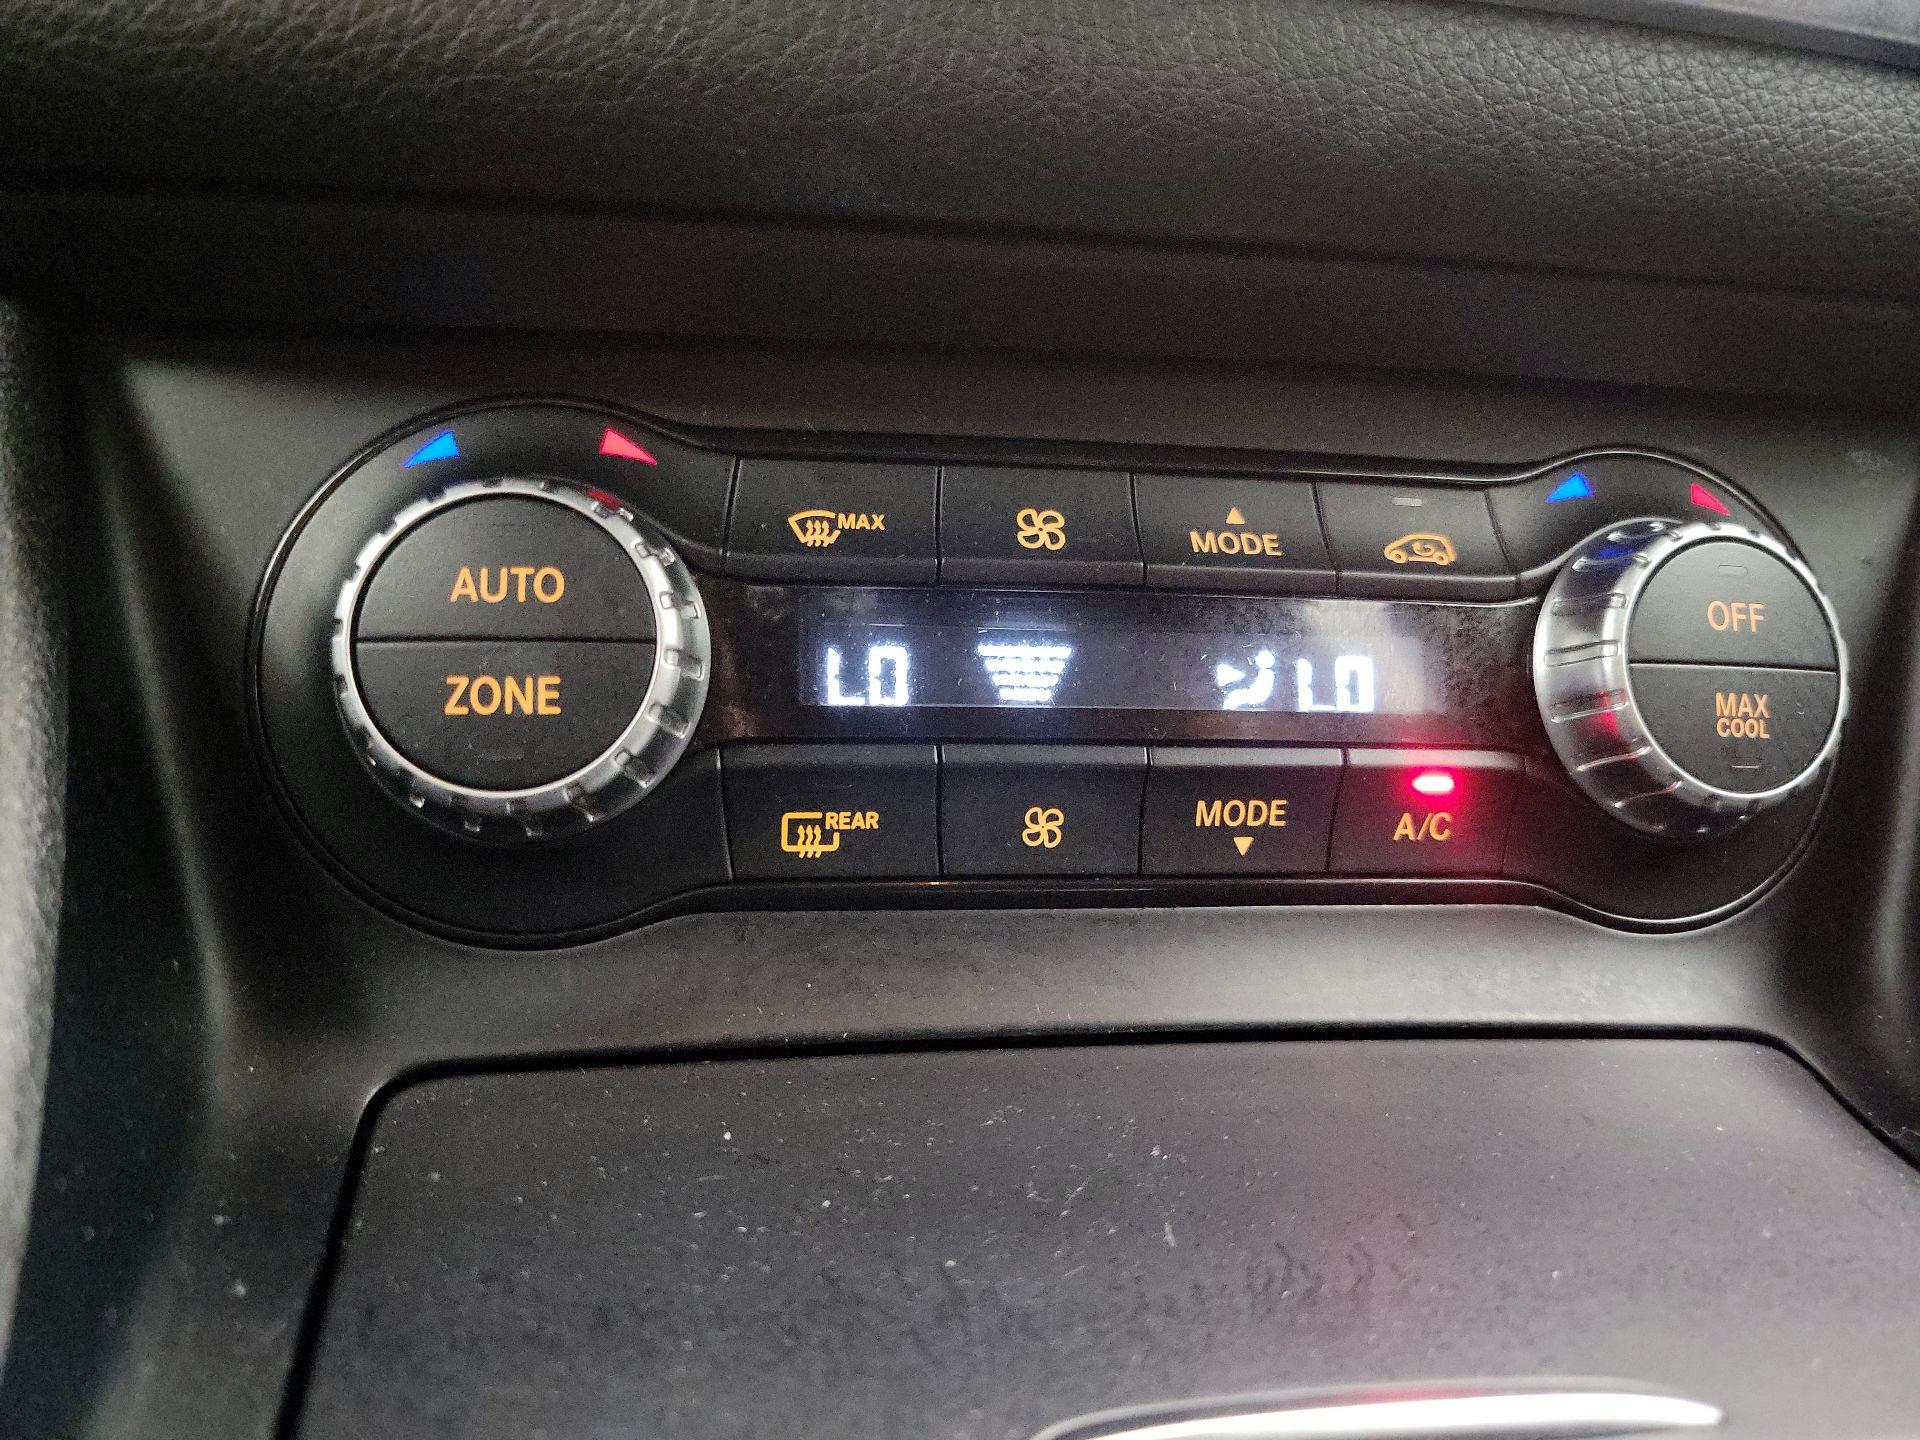 MAX
MODE
AUTO
ZONE
OFF
MAX
COOL
LO
LO
REAR
MODE
A/C